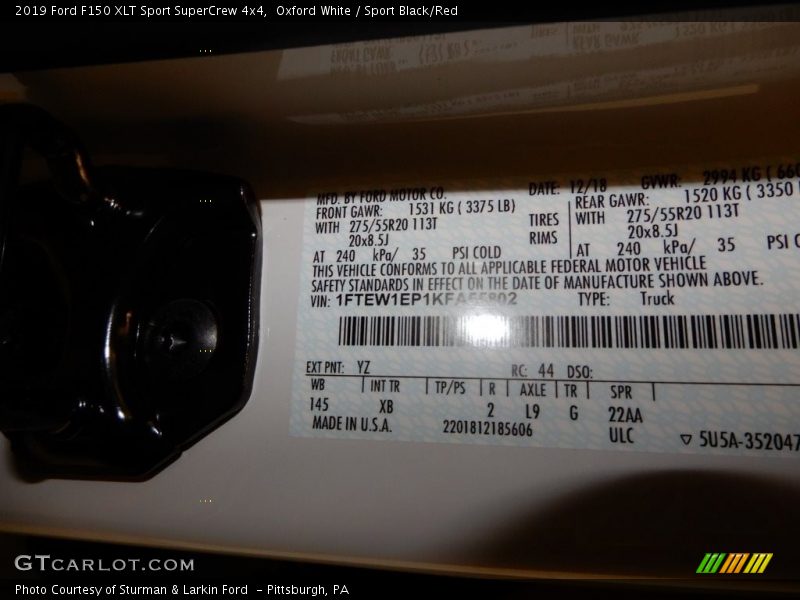 2019 Ford F150 XLT Sport SuperCrew 4x4,  Oxford White / Sport Black/Red
MFD. BY FORD MOTOR CO. DATE: 12/18 GVWR: 2994 KG
FRONT GAWR: 1531 KG ( 3375 LB) REAR GAWR: 1520 KG ( 3350
WITH 275/55R20 113T TIRES WITH 275/55R20 113T
20x8.5J RIMS 20x8.5J
AT 240 kPa/ 35 PSI COLD AT 240 kPa/ 35 PSI
THIS VEHICLE CONFORMS TO ALL APPLICABLE FEDERAL MOTOR VEHICLE
SAFETY STANDARDS IN EFFECT ON THE DATE OF MANUFACTURE SHOWN ABOVE.
VIN: TYPE: Truck
EXT PNT: YZ RC: 44 DSO:
WB INT TR TP/PS R AXLE TR SPR
145 XB 2 L9 G 22AA
MADE IN U.S.A. 2201812185606 ULC ▽ 5U5A-352047
GTCARLOT.COM
Photo Courtesy of Sturman & Larkin Ford  - Pittsburgh, PA